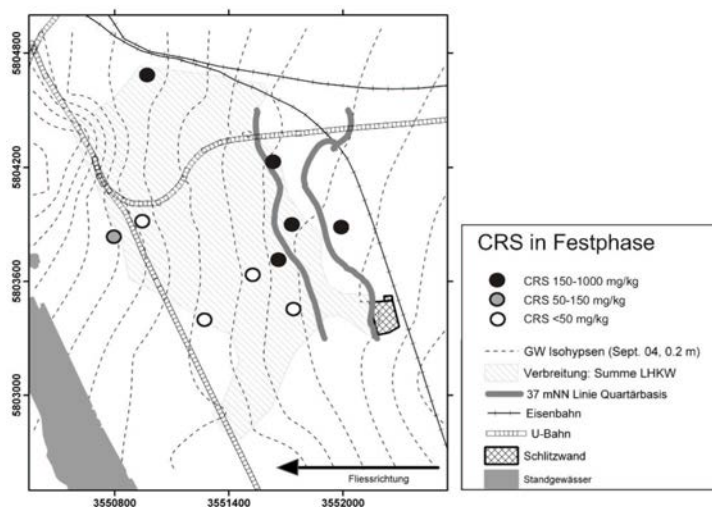 5804800
5804200
5803600
5803000
3550800
3551400
3552000
Fliessrichtung
CRS in Festphase
CRS 150-1000 mg/kg
CRS 50-150 mg/kg
CRS <50 mg/kg
GW Isohypsen (Sept. 04, 0.2 m)
Verbreitung: Summe LHKW
37 mNN Linie Quartärbasis
Eisenbahn
U-Bahn
Schlitzwand
Standgewässer